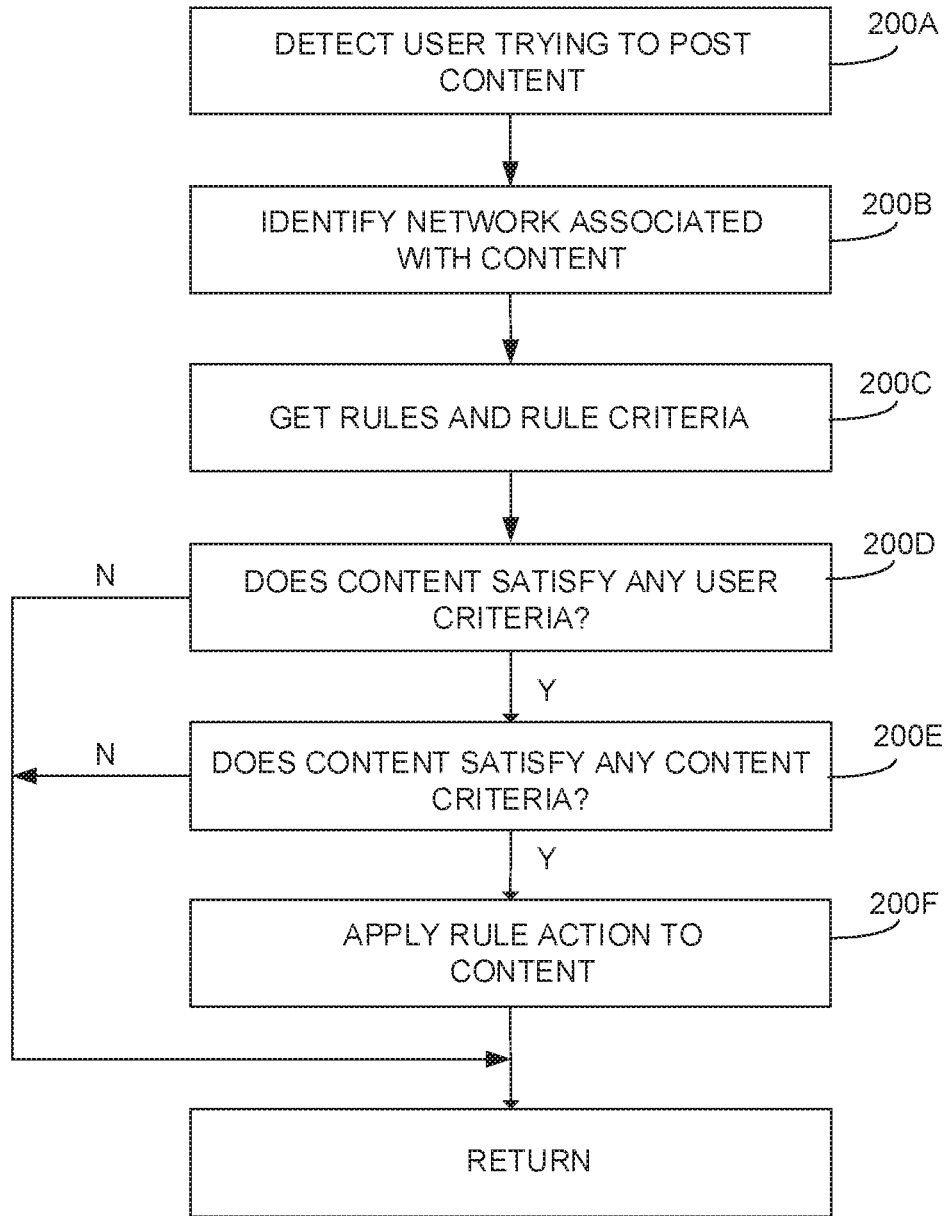 DETECT USER TRYING TO POST
CONTENT
200A
IDENTIFY NETWORK ASSOCIATED
WITH CONTENT
200B
GET RULES AND RULE CRITERIA
200C
DOES CONTENT SATISFY ANY USER
CRITERIA?
200D
N
Y
DOES CONTENT SATISFY ANY CONTENT
CRITERIA?
200E
N
Y
APPLY RULE ACTION TO
CONTENT
200F
RETURN